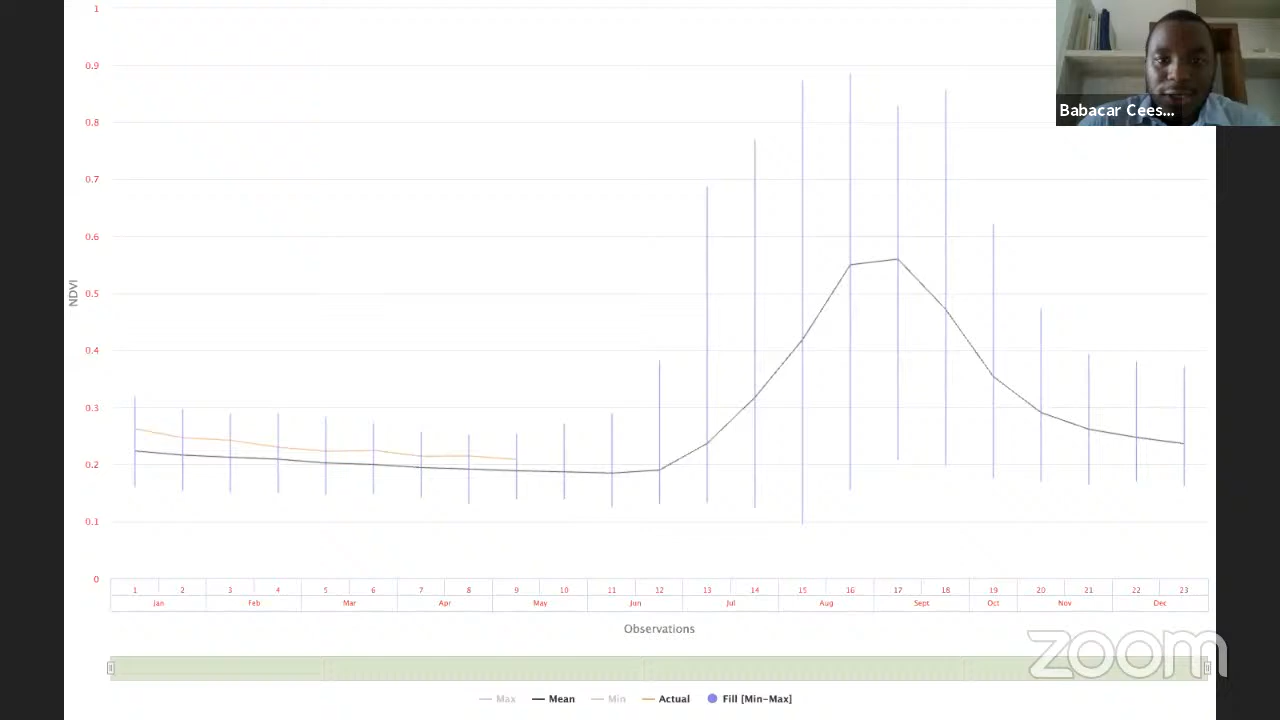 1
0.9
0.8
0.7
0.6
0.5
0.4
0.3
0.2
0.1
0
NDVI
Babacar Cees...
1 2 3 4 5 6 7 8 9 10 11 12 13 14 15 16 17 18 19 20 21 22 23
Jan Feb Mar Apr May Jun Jul Aug Sept Oct Nov Dec
Observations
zoom
Max Mean Min Actual Fill [Min-Max]